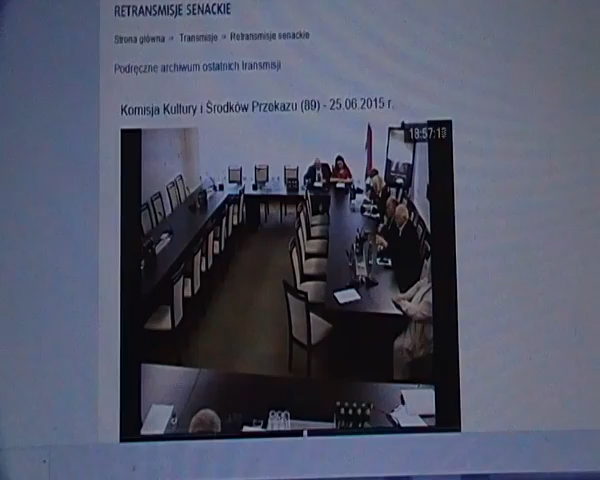 RETRANSMISJE SENACKIE
Strona główna → Transmisje → Retransmisje senackie
Podręczne archiwum ostatnich transmisji
Komisja Kultury i Środków Przekazu (89) - 25.06.2015 r.
18:57:13